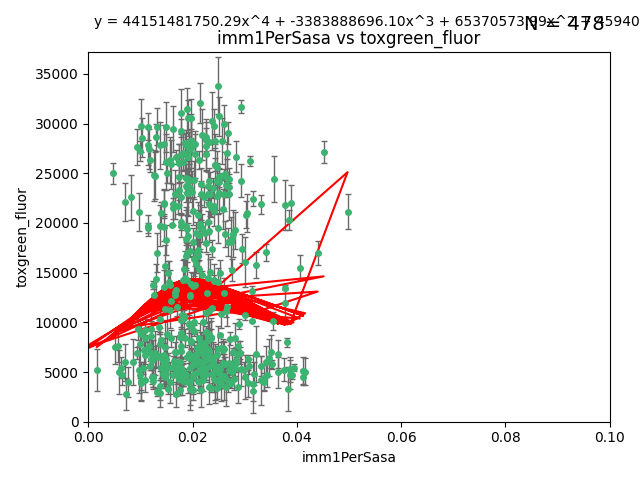 y = 44151481750.29x^4 + -3383888696.10x^3 +
N = 478
imm1PerSasa vs toxgreen_fluor
toxgreen_fluor
35000
30000
25000
20000
15000
10000
5000
0
0.00 0.02 0.04 0.06 0.08 0.10
imm1PerSasa